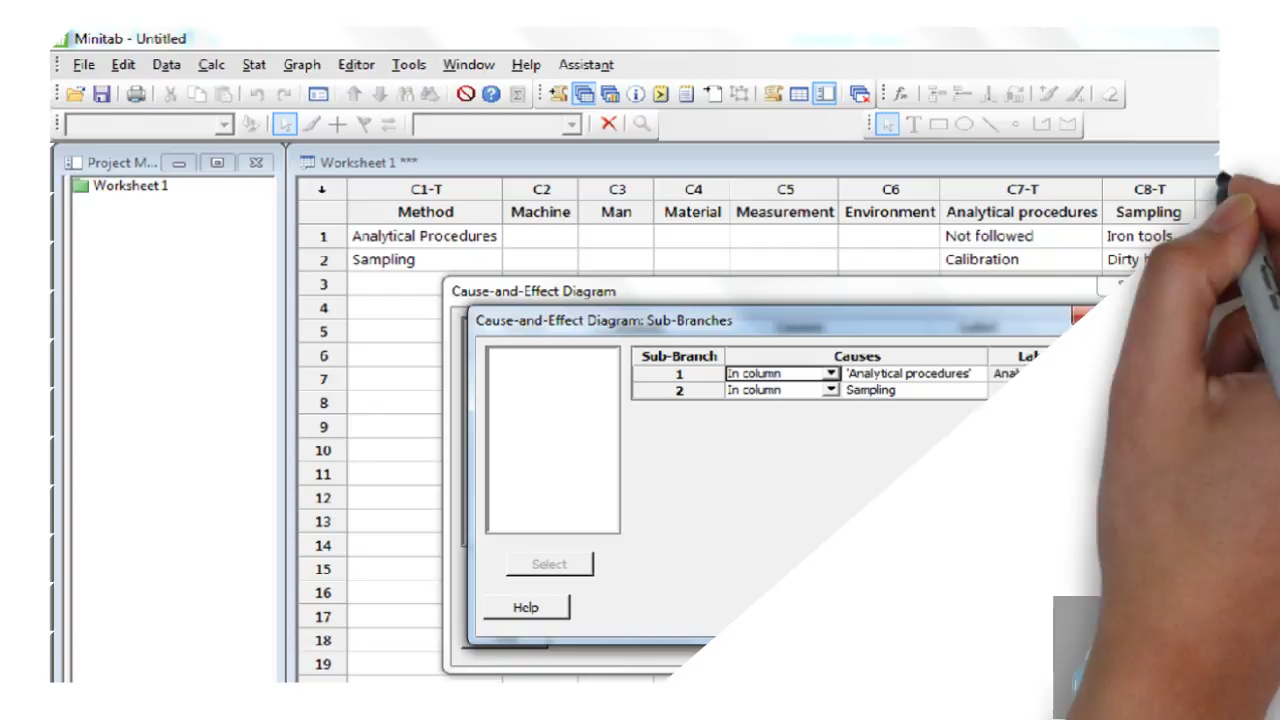 Minitab - Untitled
File Edit Data Calc Stat Graph Editor Tools Window Help Assistant
Project M... Worksheet 1 ***
Worksheet 1
C1-T C2 C3 C4 C5 C6 C7-T C8-T
Method Machine Man Material Measurement Environment Analytical procedures Sampling
1 Analytical Procedures Not followed Iron tools
2 Sampling Calibration Dirty
3
Cause-and-Effect Diagram
4
Cause-and-Effect Diagram: Sub-Branches
5
6 Sub-Branch Causes
7 1 In column 'Analytical procedures'
2 In column Sampling
8
9
10
11
12
13
14
15 Select
16
17 Help
18
19